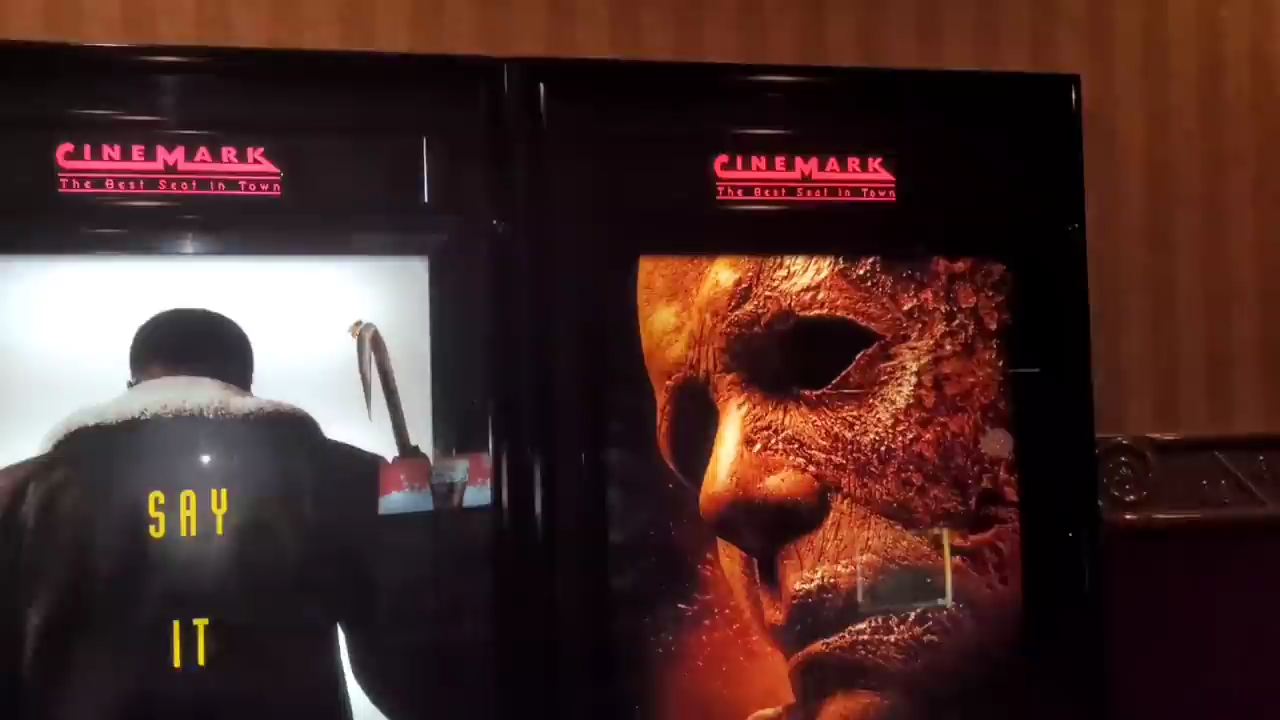 CINEMARK
The Best Seat In Town
CINEMARK
The Best Seat In Town
SAY
IT